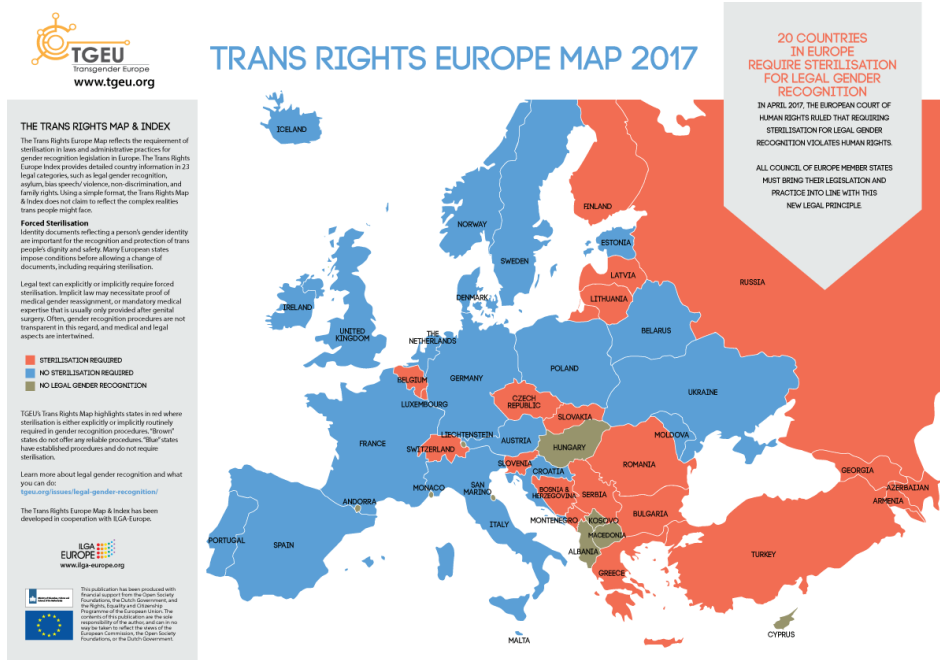 TGEU
Transgender Europe
www.tgeu.org
TRANS RIGHTS EUROPE MAP 2017
20 COUNTRIES
IN EUROPE
REQUIRE STERILISATION
FOR LEGAL GENDER
RECOGNITION
IN APRIL 2017, THE EUROPEAN COURT OF
HUMAN RIGHTS RULED THAT REQUIRING
STERILISATION FOR LEGAL GENDER
RECOGNITION VIOLATES HUMAN RIGHTS.
ALL COUNCIL OF EUROPE MEMBER STATES
MUST BRING THEIR LEGISLATION AND
PRACTICE INTO LINE WITH THIS
NEW LEGAL PRINCIPLE.
THE TRANS RIGHTS MAP & INDEX
The Trans Rights Europe Map reflects the requirement of
sterilisation in laws and administrative practices for
gender recognition legislation in Europe. The Trans Rights
Europe Index provides detailed country information in 23
legal categories, such as legal gender recognition,
asylum, bias speech/ violence, non-discrimination, and
family rights. Using a simple format, the Trans Rights Map
& Index does not claim to reflect the complex realities
trans people might face.
Forced Sterilisation
Identity documents reflecting a person's gender identity
are important for the recognition and protection of trans
people's dignity and safety. Many European states
impose conditions before allowing a change of
documents, including requiring sterilisation.
Legal text can explicitly or implicitly require forced
sterilisation. Implicit law may necessitate proof of
medical gender reassignment, or mandatory medical
expertise that is usually only provided after genital
surgery. Often, gender recognition procedures are not
transparent in this regard, and medical and legal
aspects are intertwined.
STERILISATION REQUIRED
NO STERILISATION REQUIRED
NO LEGAL GENDER RECOGNITION
TGEU's Trans Rights Map highlights states in red where
sterilisation is either explicitly or implicitly routinely
required in gender recognition procedures. "Brown"
states do not offer any reliable procedures. "Blue" states
have established procedures and do not require
sterilisation.
Learn more about legal gender recognition and what
you can do:
tgeu.org/issues/legal-gender-recognition/
The Trans Rights Europe Map & Index has been
developed in cooperation with ILGA-Europe.
ILGA
EUROPE
www.ilga-europe.org
This publication has been produced with
financial support from the Open Society
Foundations, the Dutch Government, and
the Rights, Equality and Citizenship
Programme of the European Union. The
contents of this publication are the sole
responsibility of the author, and can in no
way be taken to reflect the views of the
European Commission, the Open Society
Foundations, or the Dutch Government.
ICELAND
NORWAY
SWEDEN
FINLAND
ESTONIA
LATVIA
LITHUANIA
RUSSIA
DENMARK
IRELAND
UNITED
KINGDOM
THE
NETHERLANDS
BELARUS
BELGIUM
GERMANY
POLAND
UKRAINE
LUXEMBOURG
CZECH
REPUBLIC
SLOVAKIA
FRANCE
LIECHTENSTEIN
SWITZERLAND
AUSTRIA
HUNGARY
MOLDOVA
SLOVENIA
CROATIA
ROMANIA
MONACO
SAN
MARINO
BOSNIA &
HERZEGOVINA
SERBIA
GEORGIA
AZERBAIJAN
ARMENIA
ANDORRA
ITALY
MONTENEGRO
KOSOVO
BULGARIA
MACEDONIA
PORTUGAL
SPAIN
ALBANIA
GREECE
TURKEY
MALTA
CYPRUS